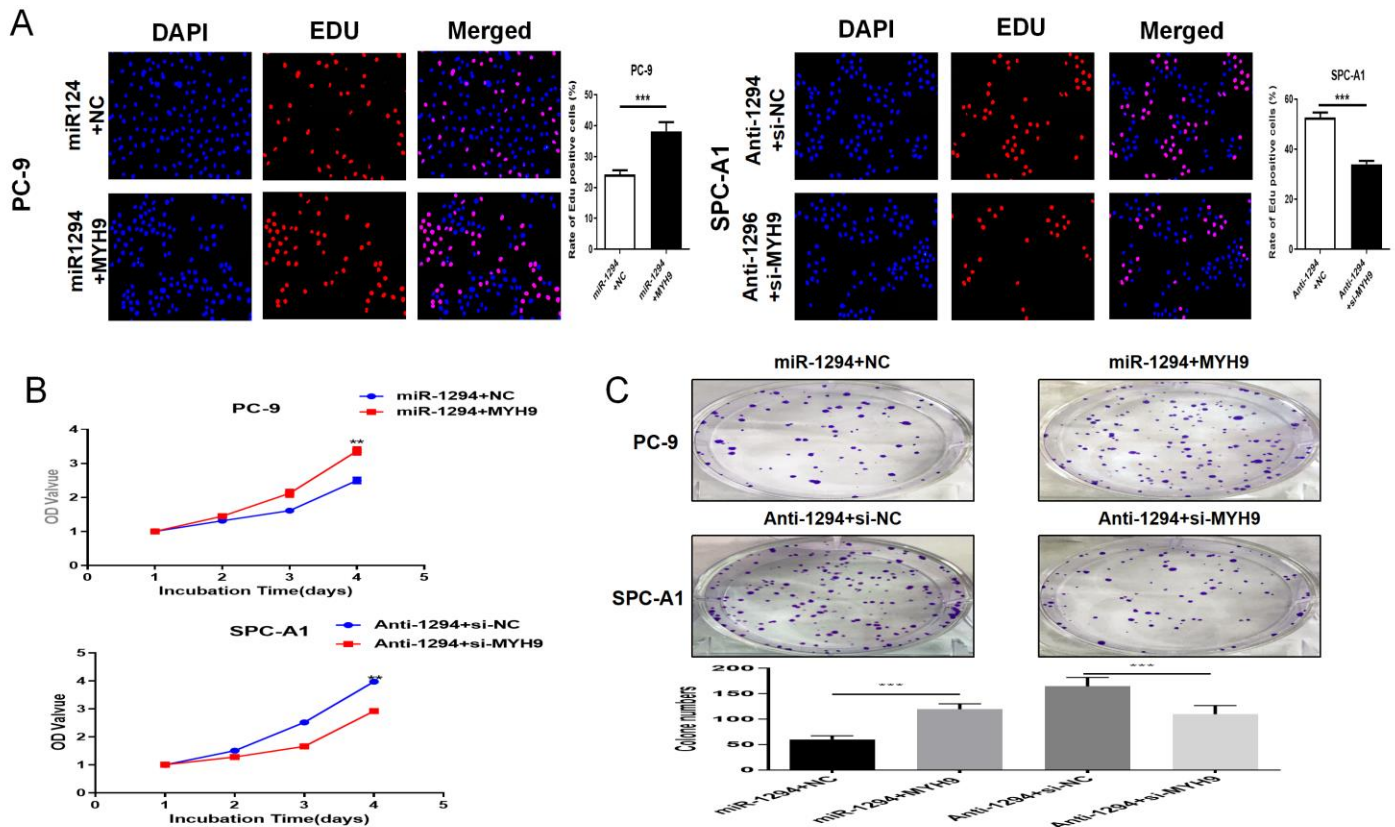 A
DAPI
EDU
Merged
miR124
+NC
miR1294
+MYH9
PC-9
PC-9
***
Rate of Edu positive cells (%)
50
40
30
20
10
0
miR-1294
+NC
miR-1294
+MYH9
DAPI
EDU
Merged
Anti-1294
+si-NC
Anti-1296
+si-MYH9
SPC-A1
SPC-A1
***
Rate of Edu positive cells (%)
60
40
20
0
Anti-1294
+NC
Anti-1294
+si-MYH9
B
PC-9
miR-1294+NC
miR-1294+MYH9
**
OD Valvue
4
3
2
1
0
0 1 2 3 4 5
Incubation Time(days)
SPC-A1
Anti-1294+si-NC
Anti-1294+si-MYH9
**
OD Valvue
5
4
3
2
1
0
0 1 2 3 4 5
Incubation Time(days)
C
miR-1294+NC
miR-1294+MYH9
PC-9
Anti-1294+si-NC
Anti-1294+si-MYH9
SPC-A1
Colone numbers
200
150
100
50
0
***
***
miR-1294+NC
miR-1294+MYH9
Anti-1294+si-NC
Anti-1294+si-MYH9